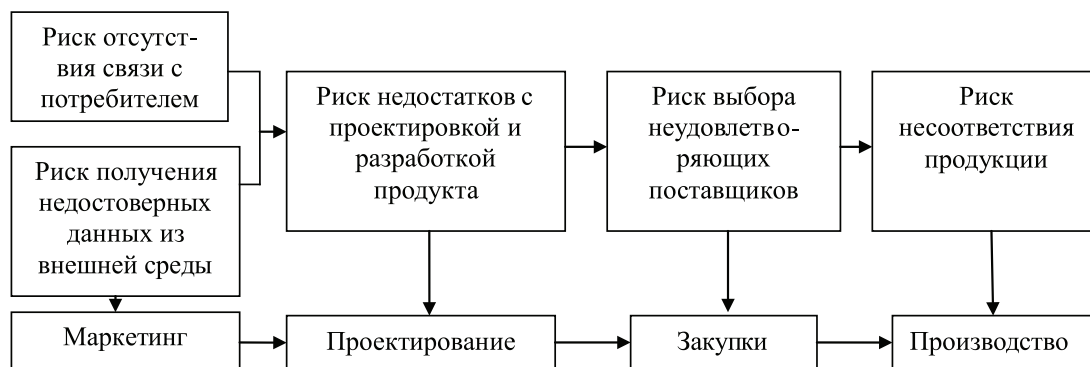 Риск отсутст-
вия связи с
потребителем
Риск получения
недостоверных
данных из
внешней среды
Риск недостатков с
проектировкой и
разработкой
продукта
Риск выбора
неудовлетво-
ряющих
поставщиков
Риск
несоответствия
продукции
Маркетинг
Проектирование
Закупки
Производство